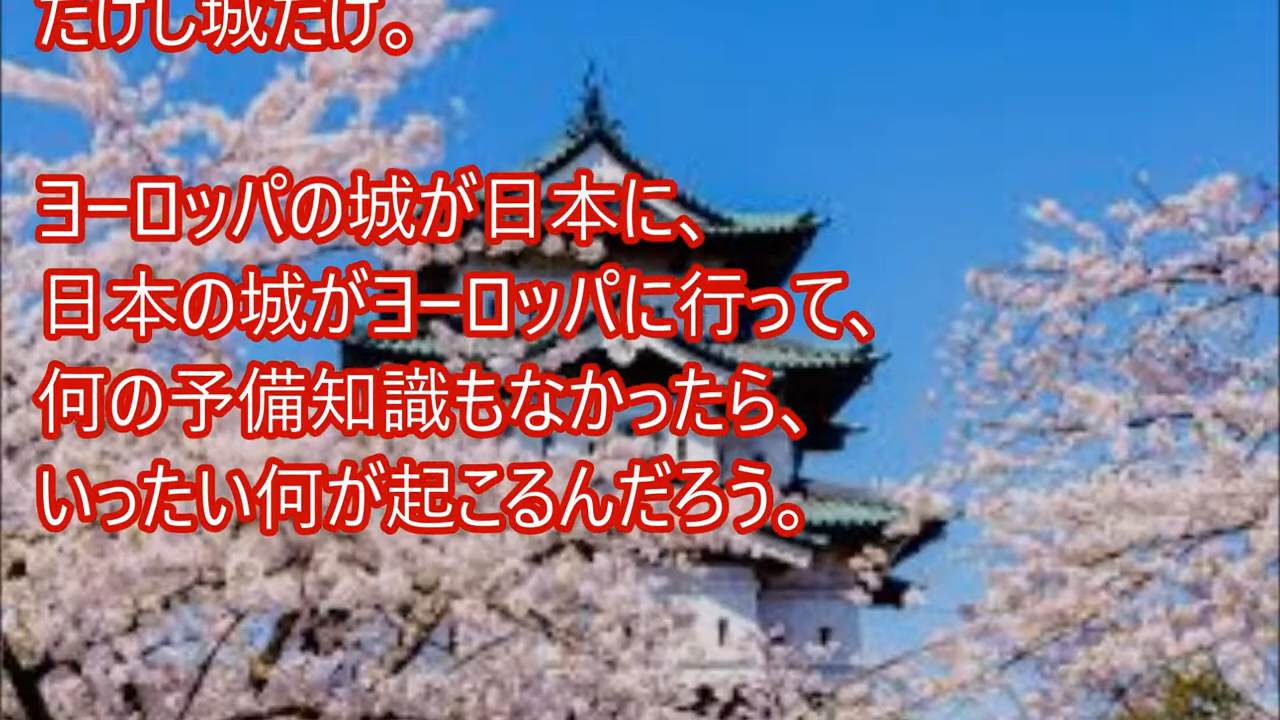 たけし城だけ。
ヨーロッパの城が日本に、
日本の城がヨーロッパに行って、
何の予備知識もなかったら、
いったい何が起こるんだろう。